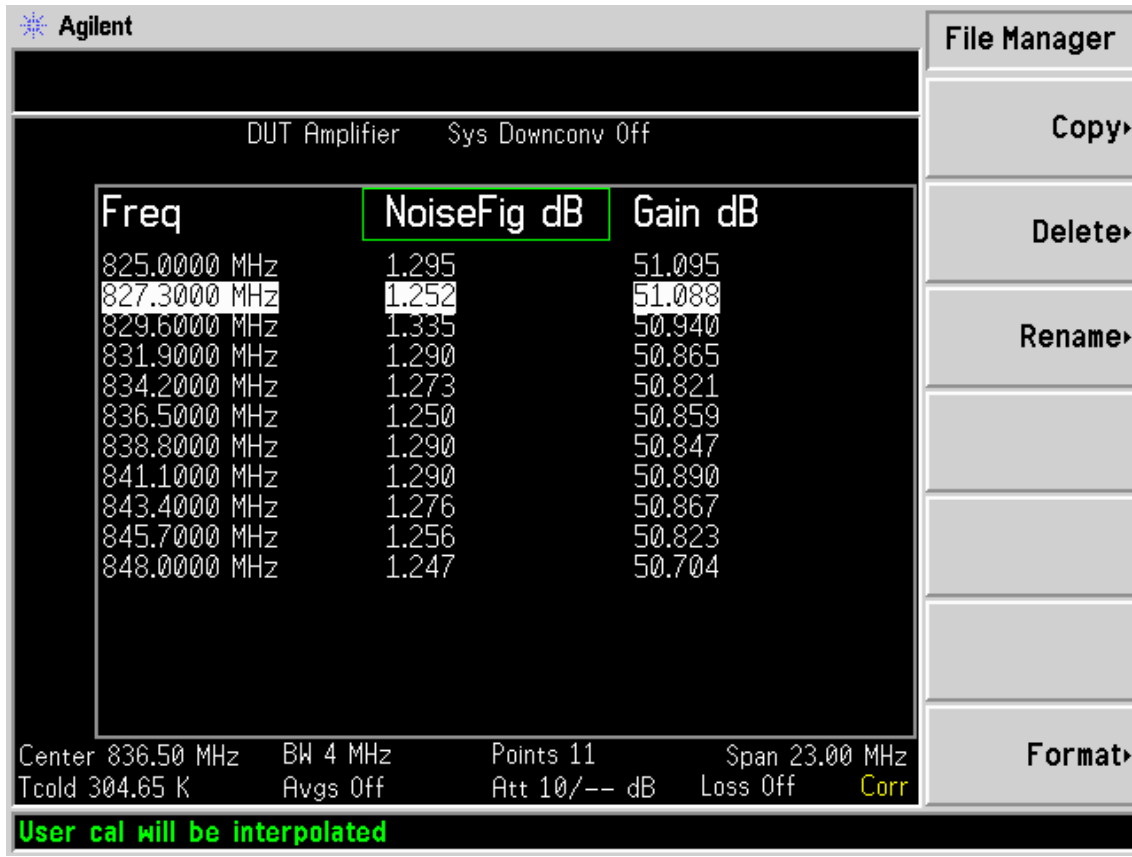 Agilent
File Manager
Copy
DUT Amplifier Sys Downconv Off
Freq NoiseFig dB Gain dB
Delete
825.0000 MHz 1.295 51.095
827.3000 MHz 1.252 51.088
829.6000 MHz 1.335 50.940
Rename
831.9000 MHz 1.290 50.865
834.2000 MHz 1.273 50.821
836.5000 MHz 1.250 50.859
838.8000 MHz 1.290 50.847
841.1000 MHz 1.290 50.890
843.4000 MHz 1.276 50.867
845.7000 MHz 1.256 50.823
848.0000 MHz 1.247 50.704
Center 836.50 MHz BW 4 MHz Points 11 Span 23.00 MHz
Format
Tcold 304.65 K Avgs Off Att 10/-- dB Loss Off Corr
User cal will be interpolated